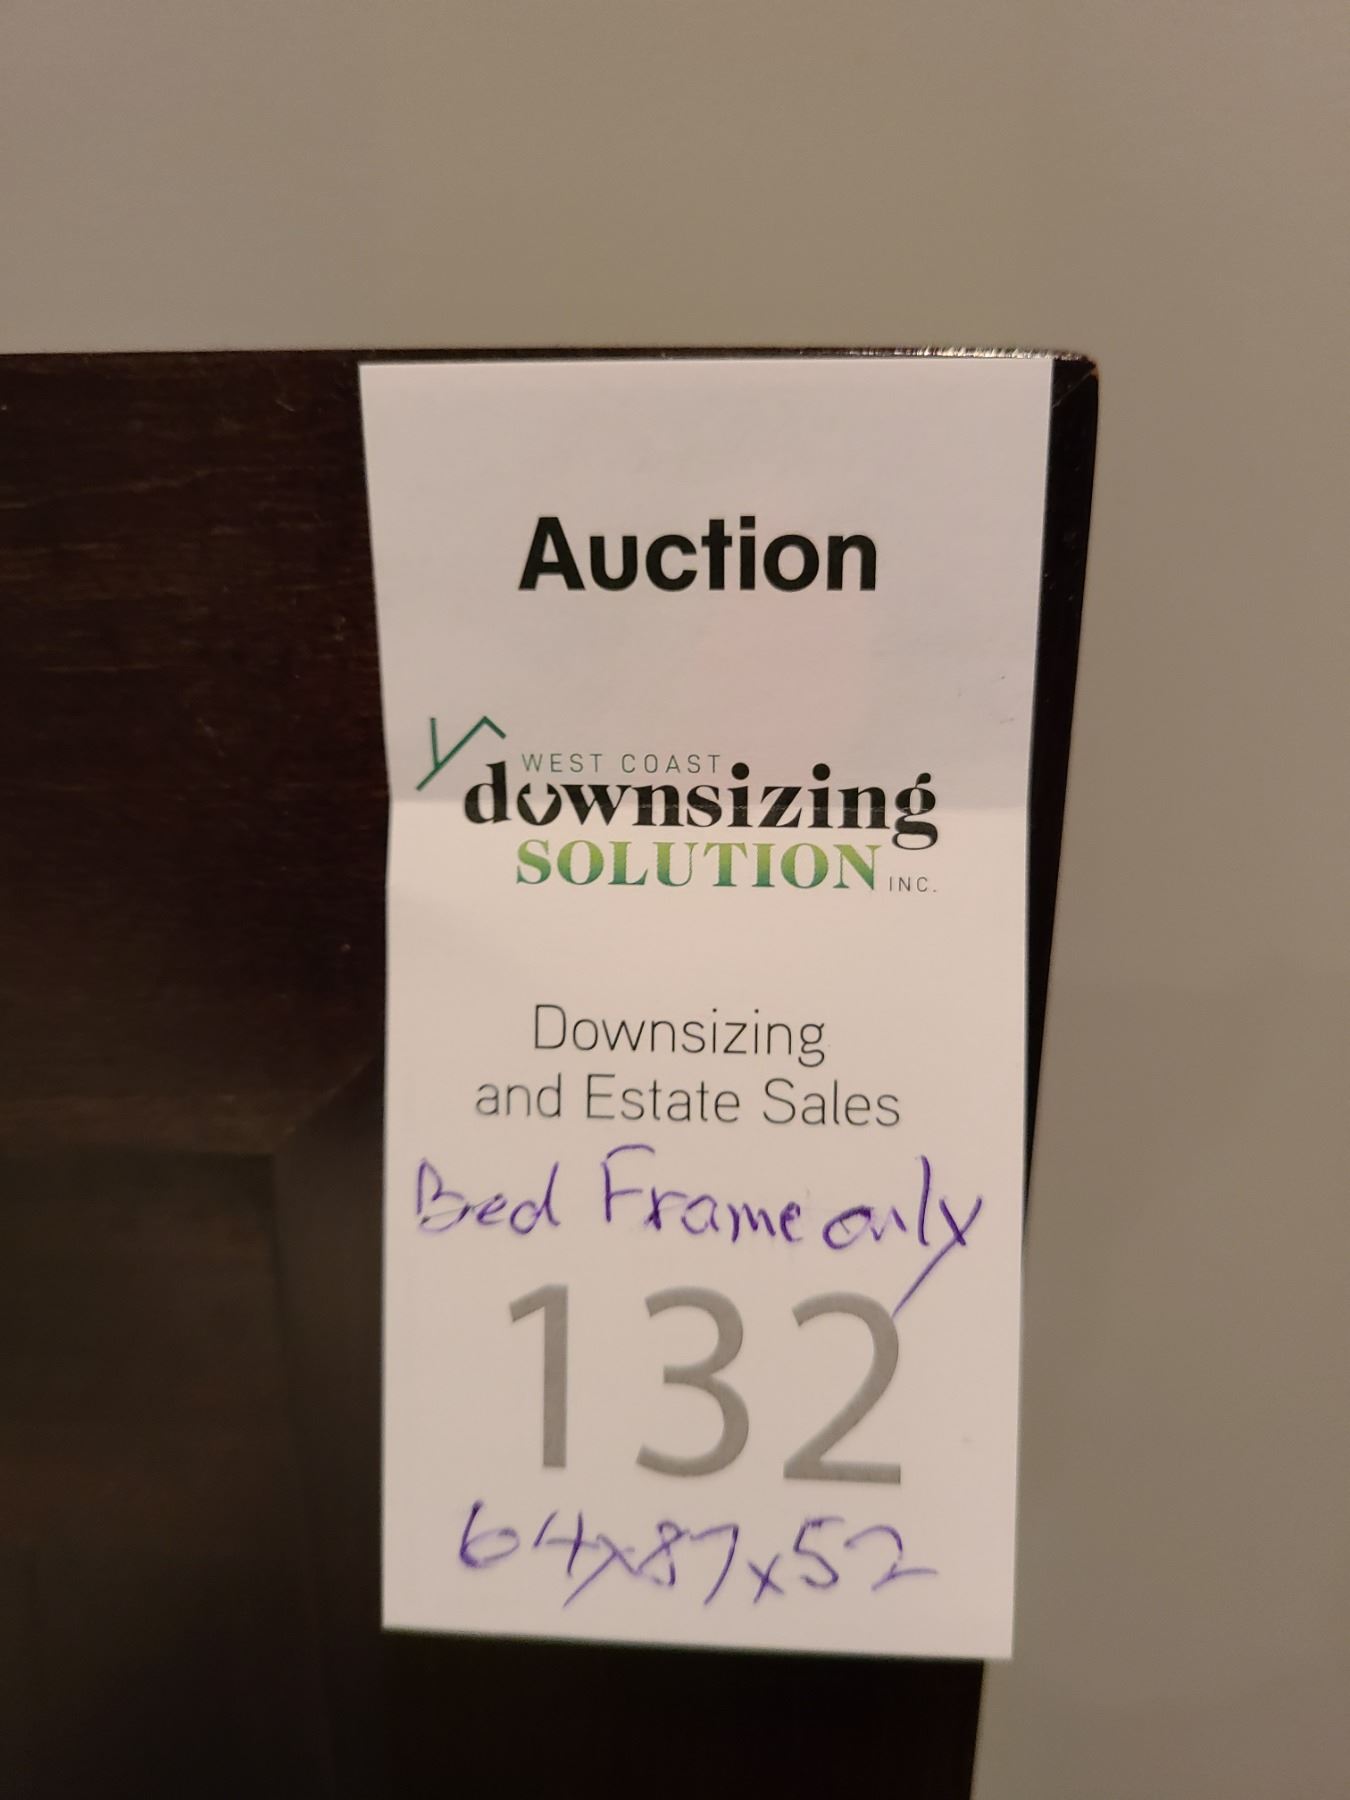 Auction
WEST COAST
downsizing
SOLUTION INC.
Downsizing
and Estate Sales
Bed Frame only
132
64x87x52